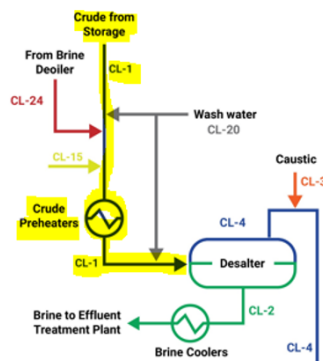 Crude from
Storage
From Brine
Deoiler
CL-1
CL-24
Wash water
CL-20
CL-15
Caustic
Crude
Preheaters
CL-4
CL-1
Desalter
CL-2
Brine to Effluent
Treatment Plant
Brine Coolers
CL-4